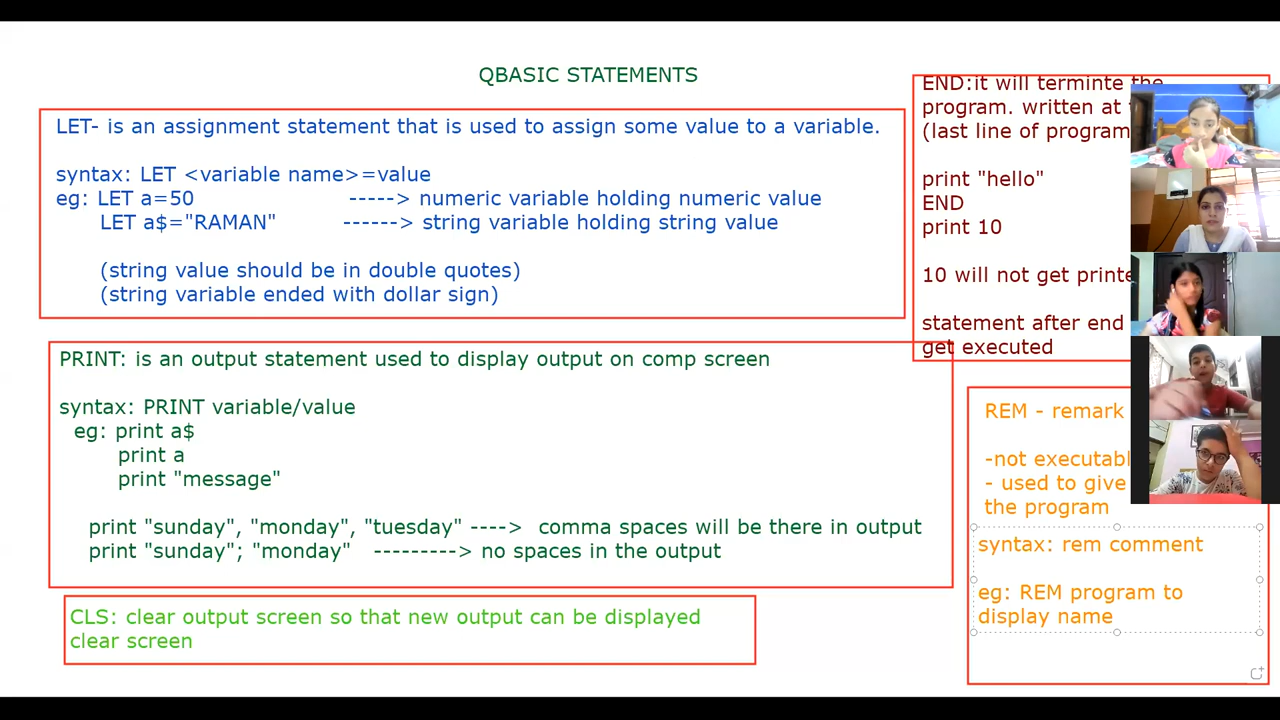 QBASIC STATEMENTS
LET- is an assignment statement that is used to assign some value to a variable.
syntax: LET <variable name>=value
eg: LET a=50 -----> numeric variable holding numeric value
LET a$="RAMAN" ------> string variable holding string value
(string value should be in double quotes)
(string variable ended with dollar sign)
PRINT: is an output statement used to display output on comp screen
syntax: PRINT variable/value
eg: print a$
print a
print "message"
print "sunday", "monday", "tuesday" ----> comma spaces will be there in output
print "sunday"; "monday" ---------> no spaces in the output
CLS: clear output screen so that new output can be displayed
clear screen
END:it will terminte the
program. written at
(last line of program
print "hello"
END
print 10
10 will not get printe
statement after end
get executed
REM - remark
-not executabl
- used to give
the program
syntax: rem comment
eg: REM program to
display name